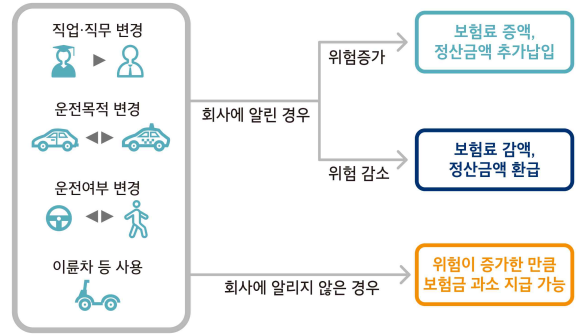 직업·직무 변경
운전목적 변경
운전여부 변경
이륜차 등 사용
회사에 알린 경우
위험증가
보험료 증액,
정산금액 추가납입
위험 감소
보험료 감액,
정산금액 환급
회사에 알리지 않은 경우
위험이 증가한 만큼
보험금 과소 지급 가능